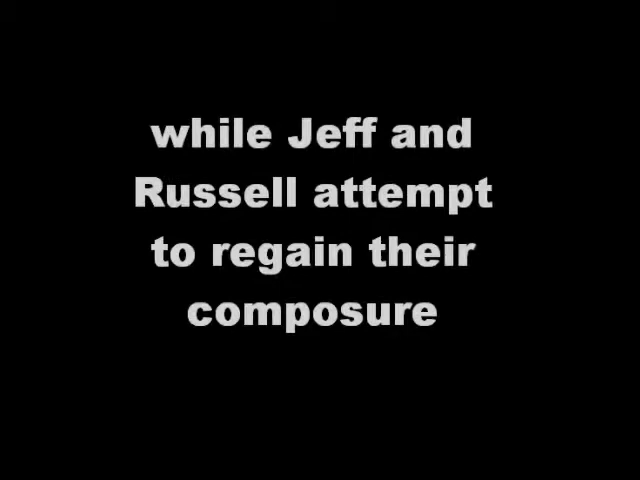 while Jeff and
Russell attempt
to regain their
composure